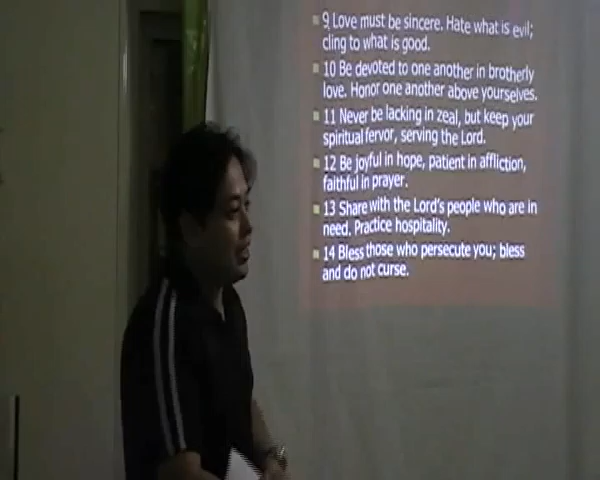 9 Love must be sincere. Hate what is evil;
cling to what is good.
10 Be devoted to one another in brotherly
love. Honor one another above yourselves.
11 Never be lacking in zeal, but keep your
spiritual fervor, serving the Lord.
12 Be joyful in hope, patient in affliction,
faithful in prayer.
13 Share with the Lord's people who are in
need. Practice hospitality.
14 Bless those who persecute you; bless
and do not curse.